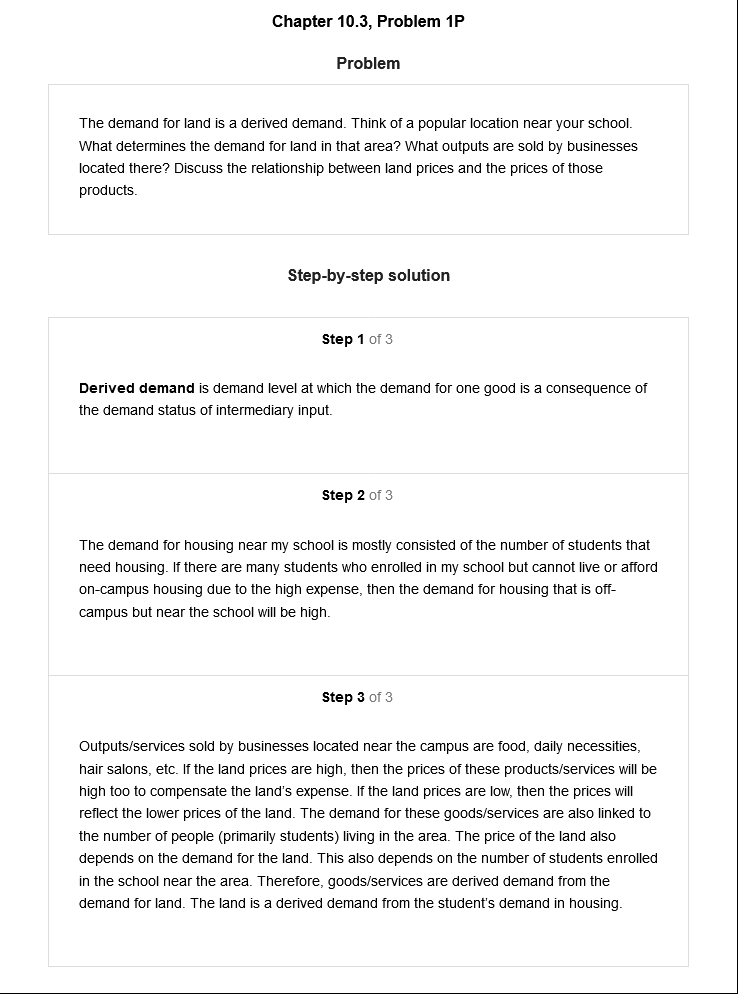 Chapter 10.3, Problem 1P
Problem
The demand for land is a derived demand. Think of a popular location near your school.
What determines the demand for land in that area? What outputs are sold by businesses
located there? Discuss the relationship between land prices and the prices of those
products.
Step-by-step solution
Step 1 of 3
Derived demand is demand level at which the demand for one good is a consequence of
the demand status of intermediary input.
Step 2 of 3
The demand for housing near my school is mostly consisted of the number of students that
need housing. If there are many students who enrolled in my school but cannot live or afford
on-campus housing due to the high expense, then the demand for housing that is off-
campus but near the school will be high.
Step 3 of 3
Outputs/services sold by businesses located near the campus are food, daily necessities,
hair salons, etc. If the land prices are high, then the prices of these products/services will be
high too to compensate the land's expense. If the land prices are low, then the prices will
reflect the lower prices of the land. The demand for these goods/services are also linked to
the number of people (primarily students) living in the area. The price of the land also
depends on the demand for the land. This also depends on the number of students enrolled
in the school near the area. Therefore, goods/services are derived demand from the
demand for land. The land is a derived demand from the student's demand in housing.